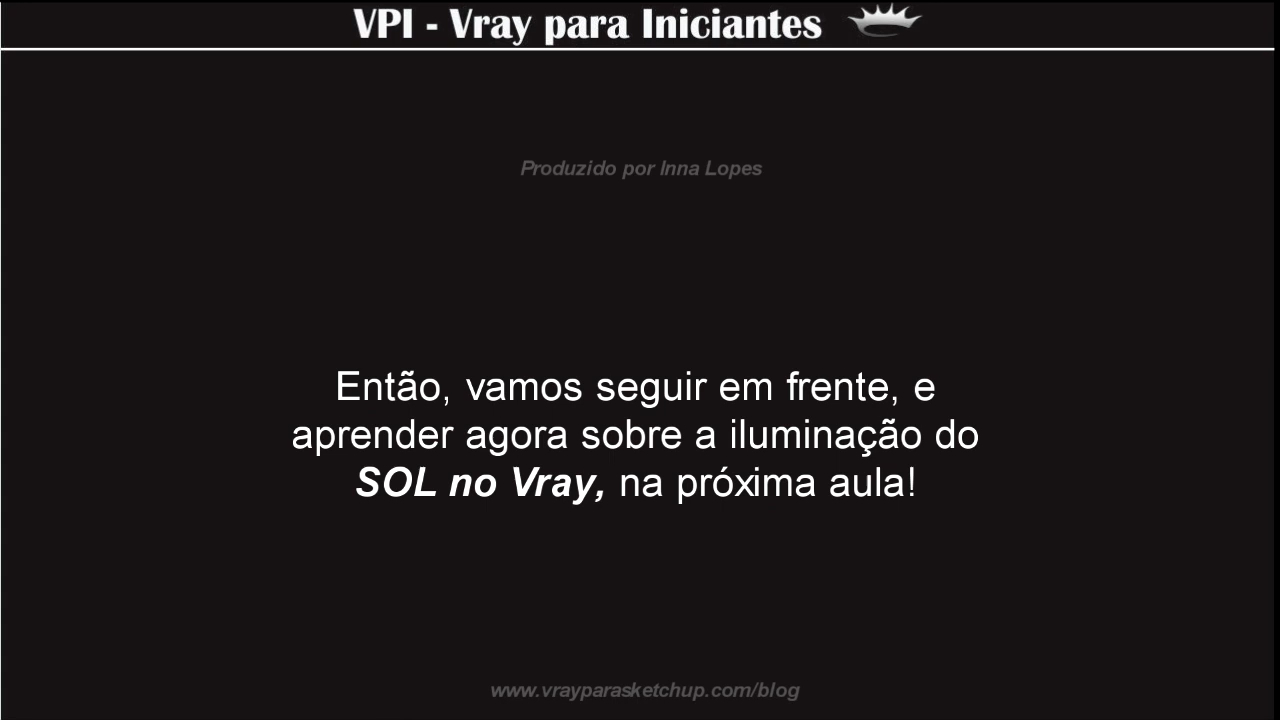 VPI - Vray para Iniciantes
Produzido por Inna Lopes
Então, vamos seguir em frente, e
aprender agora sobre a iluminação do
SOL no Vray, na próxima aula!
www.vrayparasketchup.com/blog